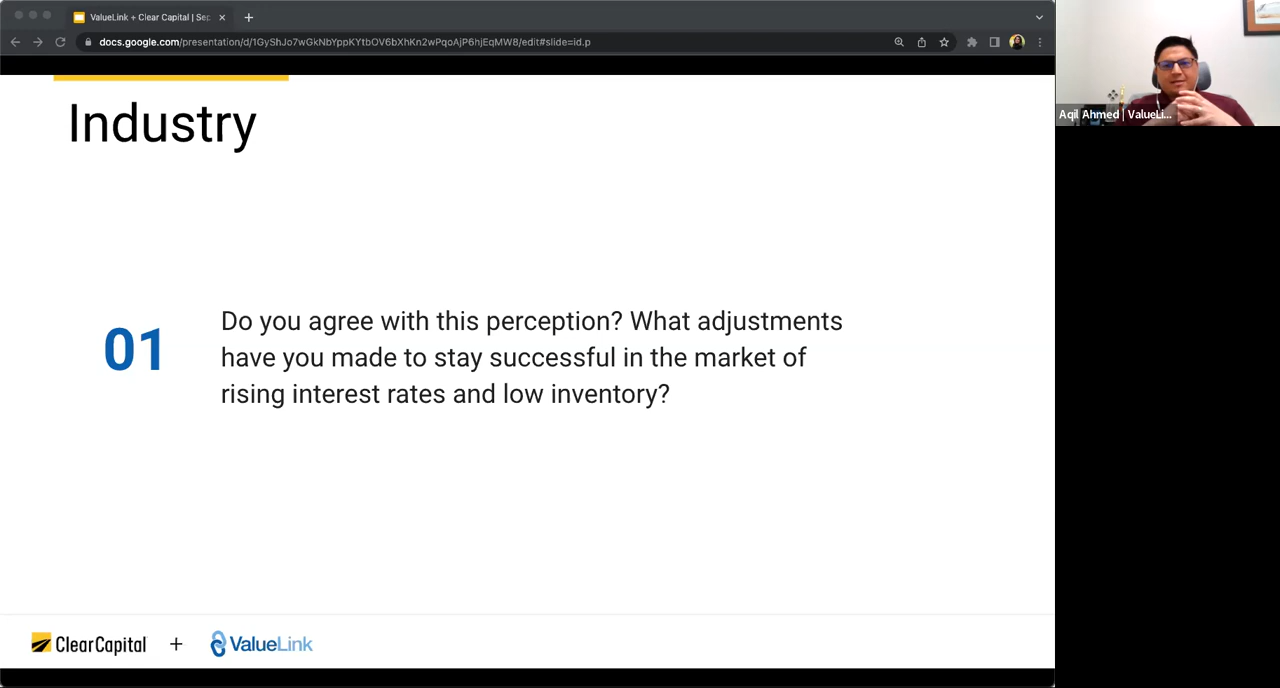 ValueLink + Clear Capital | Sep
docs.google.com/presentation/d/1GyShJo7wGkNbYppKYtbOV6bXhKn2wPqoAjP6hjEqMW8/edit#slide=id.p
Aqil Ahmed | ValueLi...
Industry
01
Do you agree with this perception? What adjustments
have you made to stay successful in the market of
rising interest rates and low inventory?
ClearCapital + ValueLink